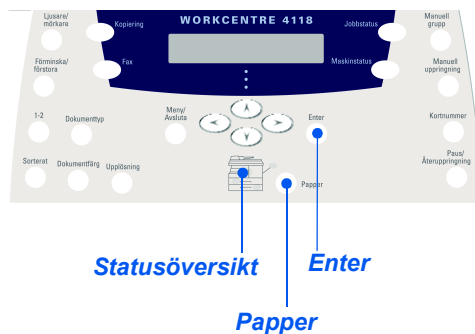 WORKCENTRE 4118
Ljusare/
mörkare
Kopiering
Jobbstatus
Manuell
grupp
Förminska/
förstora
Fax
Maskinstatus
Manuell
uppringning
1-2
Dokumenttyp
Meny/
Avsluta
Enter
Kortnummer
Sorterat
Dokumentfärg
Upplösning
Papper
Paus/
Återuppringning
Statusöversikt
Enter
Papper